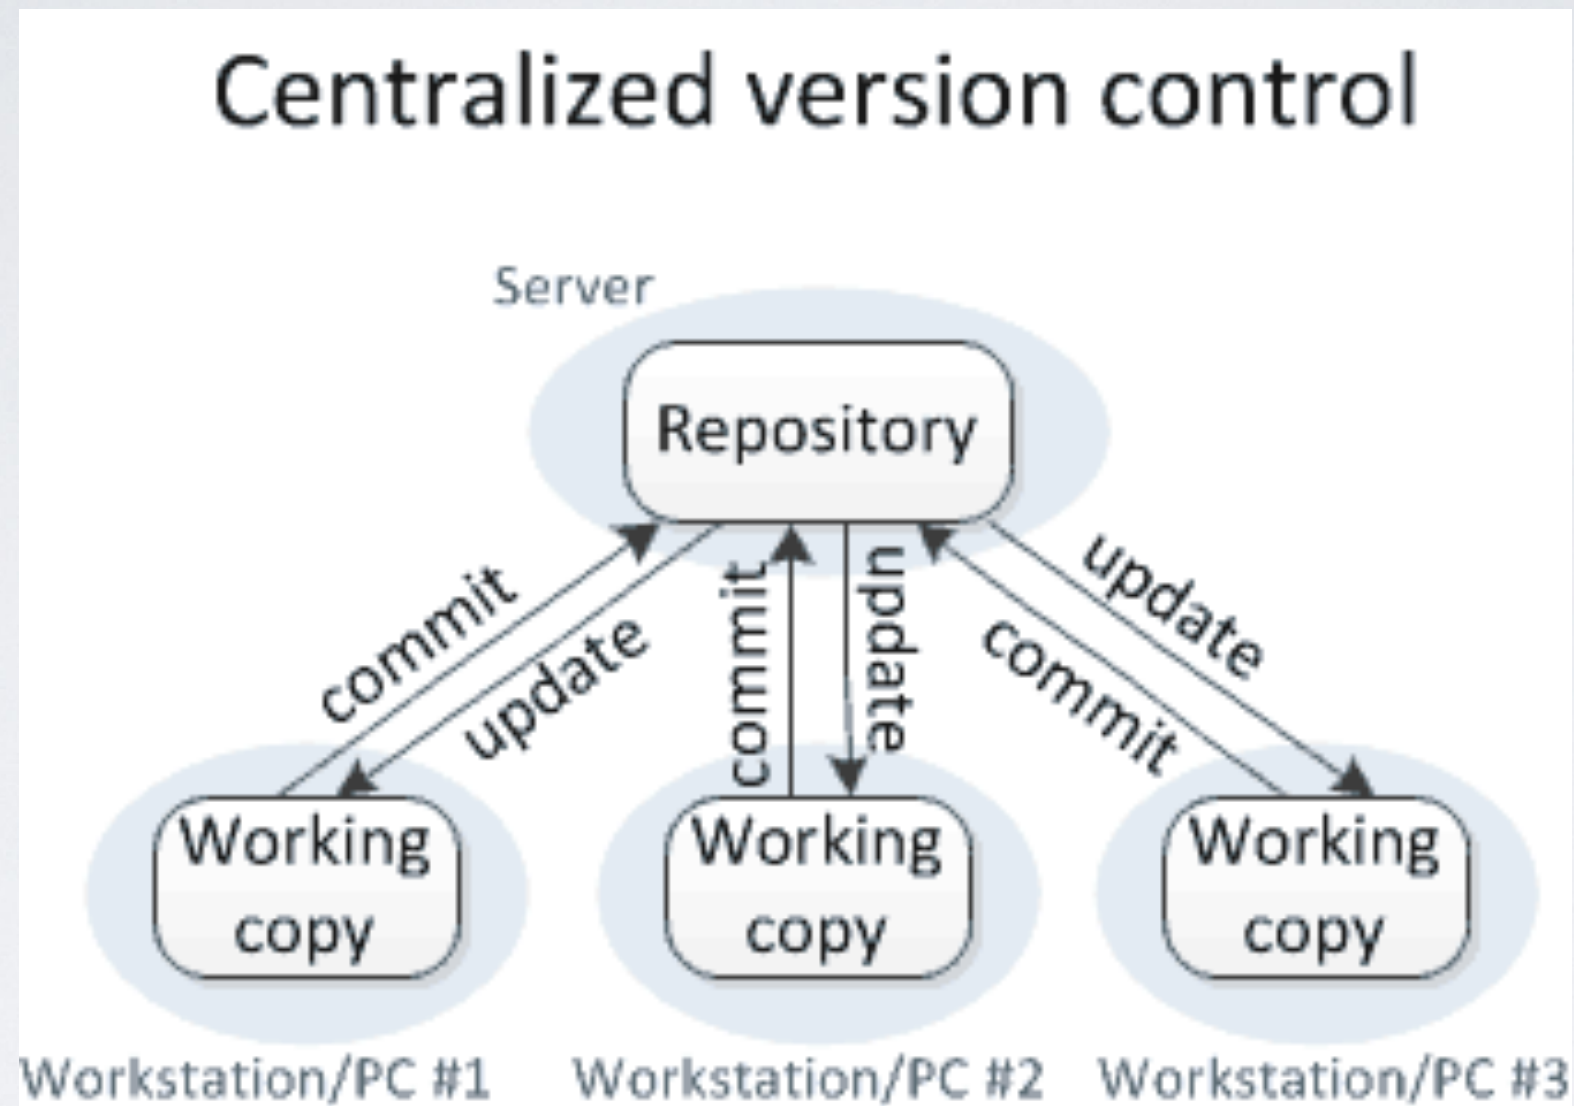 Centralized version control
Server
Repository
commit
update
commit
update
commit
update
Working
copy
Working
copy
Working
copy
Workstation/PC #1
Workstation/PC #2
Workstation/PC #3